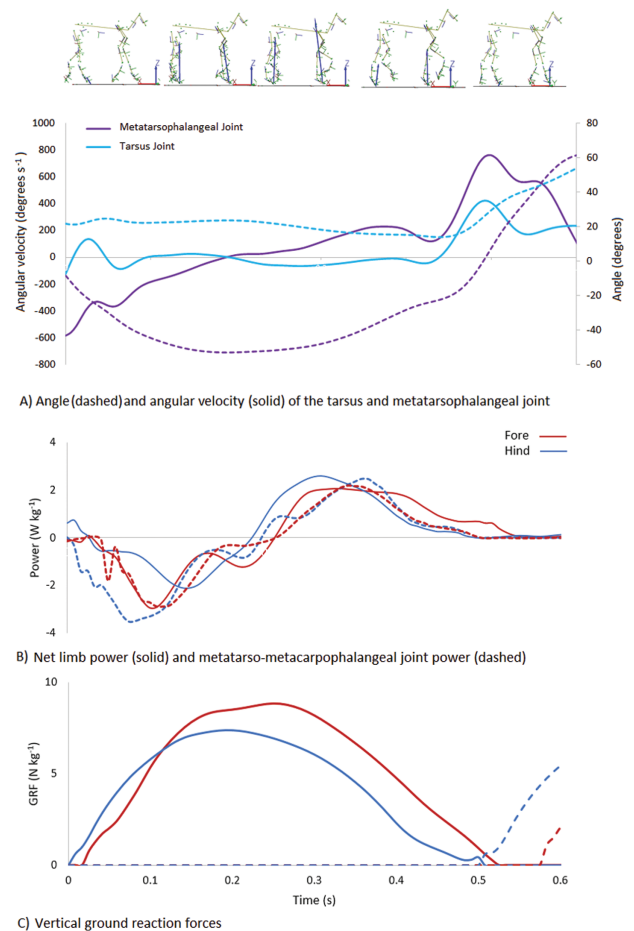 Z
Z
Z
Z
Z
1000
800
600
400
200
0
-200
-400
-600
-800
Angular velocity (degrees s-1)
Metatarsophalangeal Joint
Tarsus Joint
80
60
40
20
0
-20
-40
-60
Angle (degrees)
A) Angle (dashed) and angular velocity (solid) of the tarsus and metatarsophalangeal joint
4
2
0
-2
-4
Power (W kg-1)
Fore
Hind
B) Net limb power (solid) and metatarso-metacarpophalangeal joint power (dashed)
10
5
0
GRF (N kg-1)
0 0.1 0.2 0.3 0.4 0.5 0.6
Time (s)
C) Vertical ground reaction forces